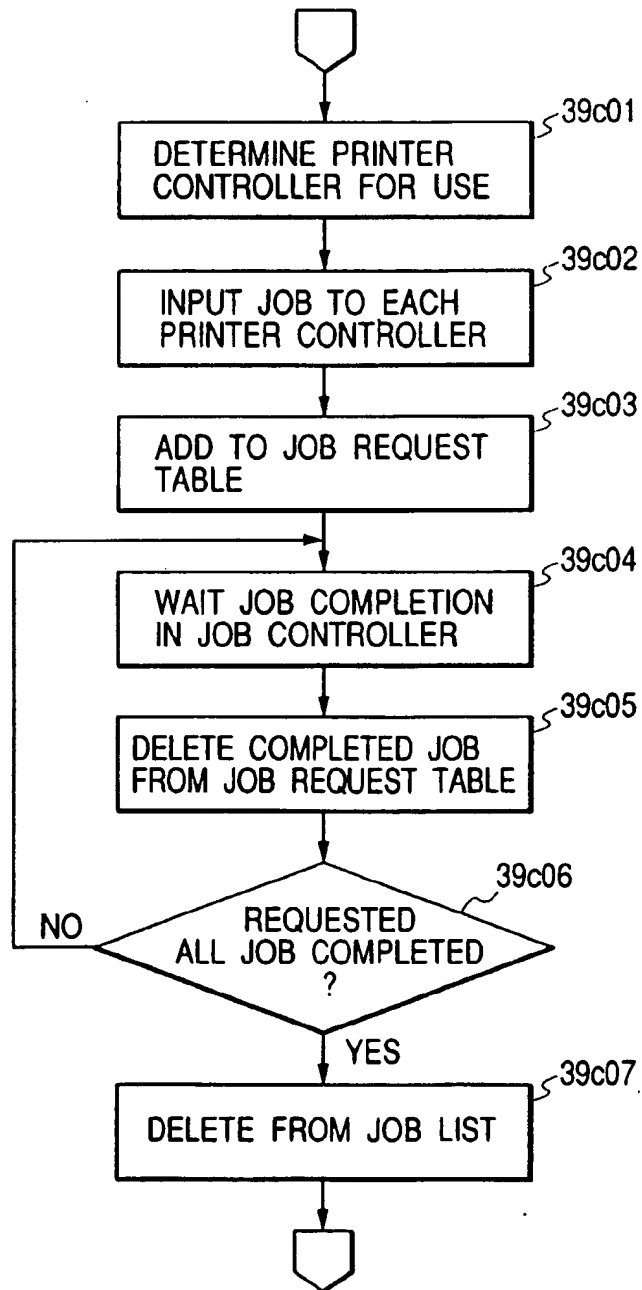 39c01
DETERMINE PRINTER
CONTROLLER FOR USE
39c02
INPUT JOB TO EACH
PRINTER CONTROLLER
39c03
ADD TO JOB REQUEST
TABLE
39c04
WAIT JOB COMPLETION
IN JOB CONTROLLER
39c05
DELETE COMPLETED JOB
FROM JOB REQUEST TABLE
39c06
NO
REQUESTED
ALL JOB COMPLETED
?
YES
39c07
DELETE FROM JOB LIST